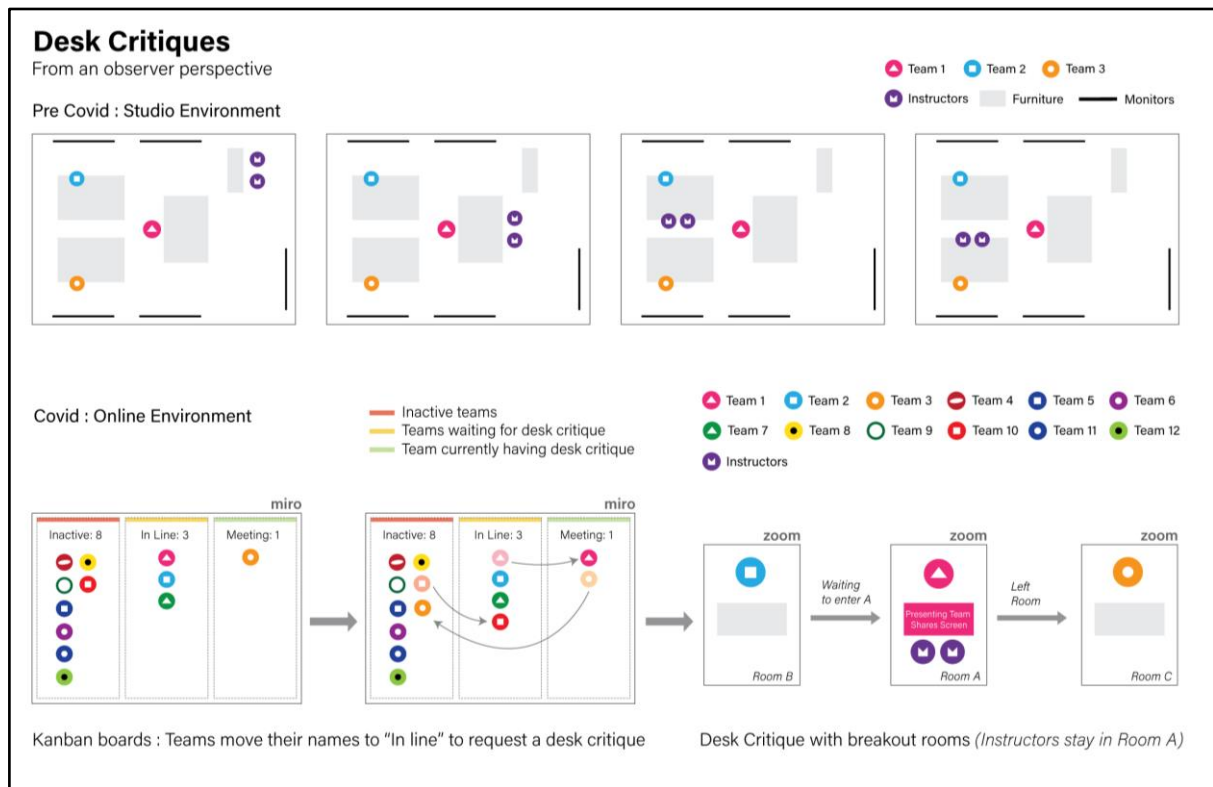 Desk Critiques
From an observer perspective
Team 1 Team 2 Team 3
Instructors Furniture Monitors
Pre Covid : Studio Environment
Covid : Online Environment
Inactive teams
Teams waiting for desk critique
Team currently having desk critique
Team 1 Team 2 Team 3 Team 4 Team 5 Team 6
Team 7 Team 8 Team 9 Team 10 Team 11 Team 12
Instructors
miro
Inactive: 8 In Line: 3 Meeting: 1
miro
Inactive: 8 In Line: 3 Meeting: 1
zoom
Room B
Waiting
to enter A
zoom
Presenting Team
Shares Screen
Room A
Left
Room
zoom
Room C
Kanban boards : Teams move their names to “In line” to request a desk critique
Desk Critique with breakout rooms (Instructors stay in Room A)